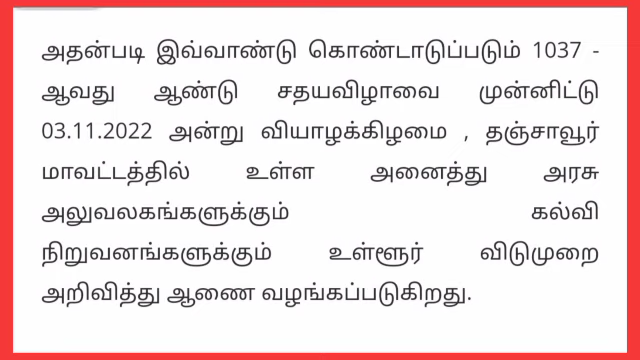 அதன்படி இவ்வாண்டு கொண்டாடுப்படும் 1037 -
ஆவது ஆண்டு சதயவிழாவை முன்னிட்டு
03.11.2022 அன்று வியாழக்கிழமை , தஞ்சாவூர்
மாவட்டத்தில் உள்ள அனைத்து அரசு
அலுவலகங்களுக்கும் கல்வி
நிறுவனங்களுக்கும் உள்ளூர் விடுமுறை
அறிவித்து ஆணை வழங்கப்படுகிறது.